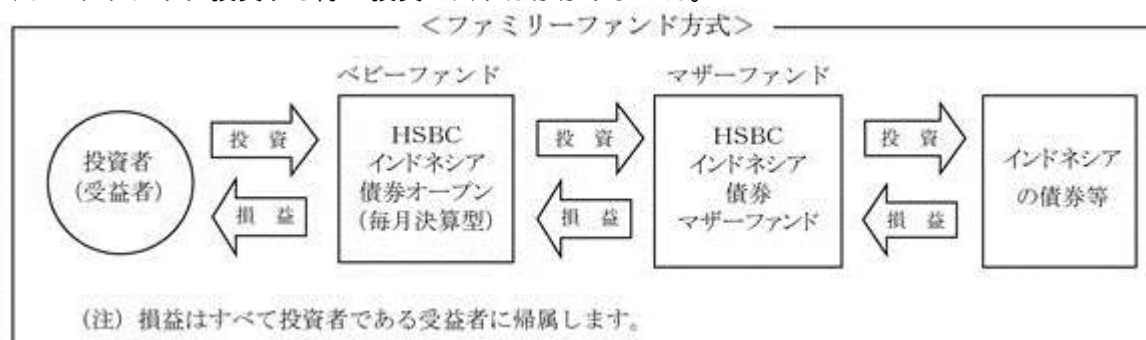 <ファミリーファンド方式>
ベビーファンド
マザーファンド
投資者
(受益者)
投 資
損 益
HSBC
インドネシア
債券オープン
(毎月決算型)
投 資
損 益
HSBC
インドネシア
債券
マザーファンド
投 資
損 益
インドネシア
の債券等
(注) 損益はすべて投資者である受益者に帰属します。